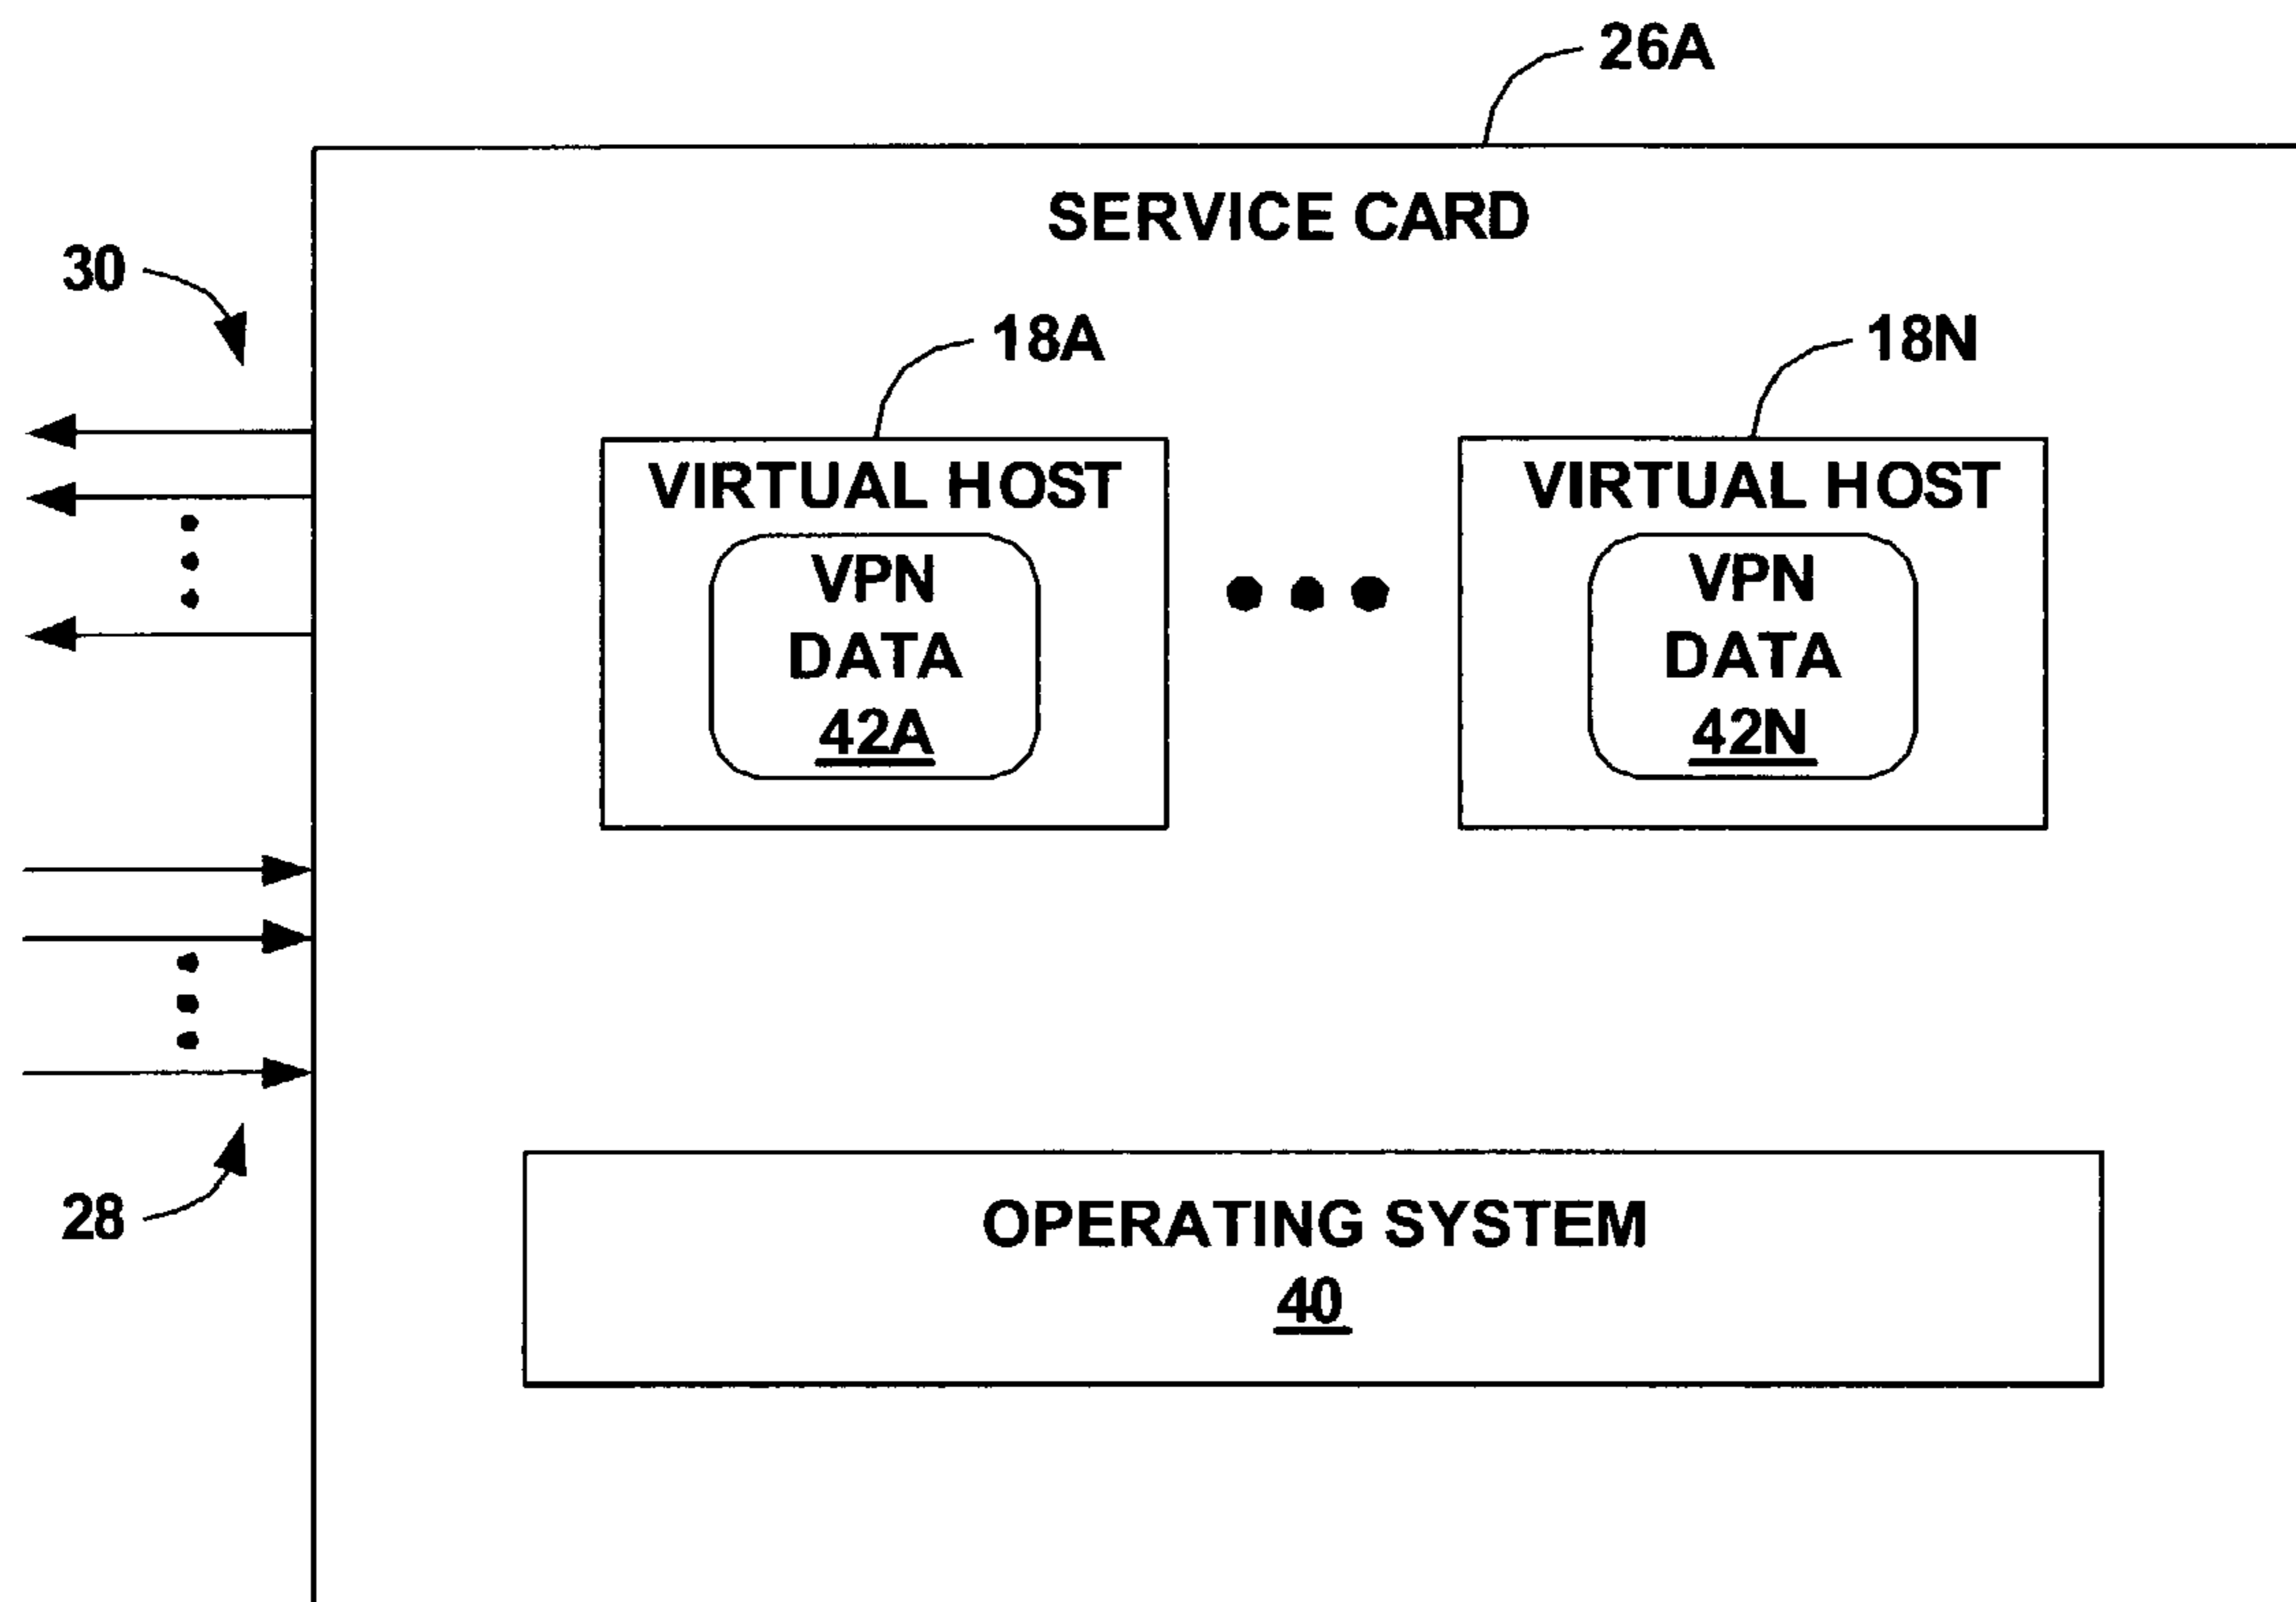 26A
SERVICE CARD
30
18A
18N
VIRTUAL HOST
VPN
DATA
42A
VIRTUAL HOST
VPN
DATA
42N
28
OPERATING SYSTEM
40